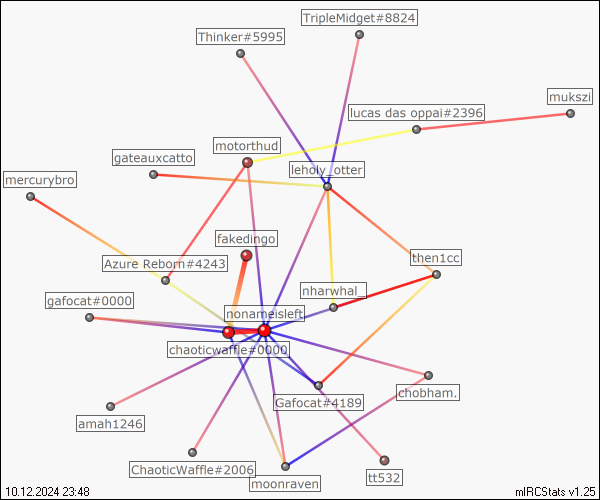 TripleMidget#8824
Thinker#5995
mukszi
lucas das oppai#2396
motorthud
gateauxcatto
leholy_otter
mercurybro
fakedingo
then1cc
Azure Reborn#4243
nharwhal_
gafocat#0000
nonameisleft
chaoticwaffle#0000
chobham.
Gafocat#4189
amah1246
ChaoticWaffle#2006
tt532
moonraven
10.12.2024 23:48
mIRCStats v1.25